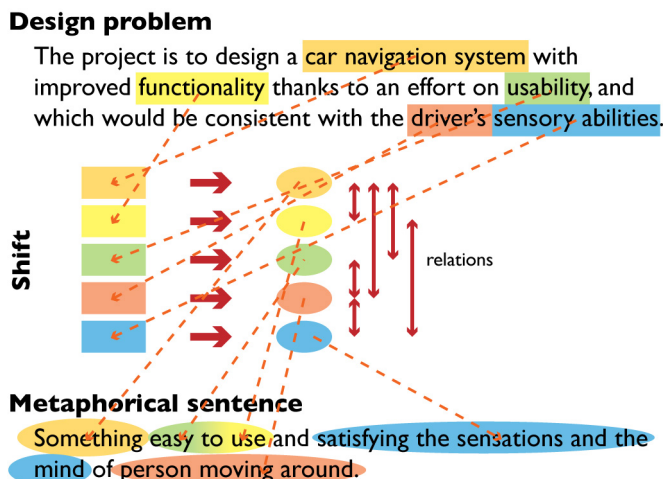 Design problem
The project is to design a car navigation system with
improved functionality thanks to an effort on usability, and
which would be consistent with the driver's sensory abilities.
Shift
relations
Metaphorical sentence
Something easy to use and satisfying the sensations and the
mind of person moving around.